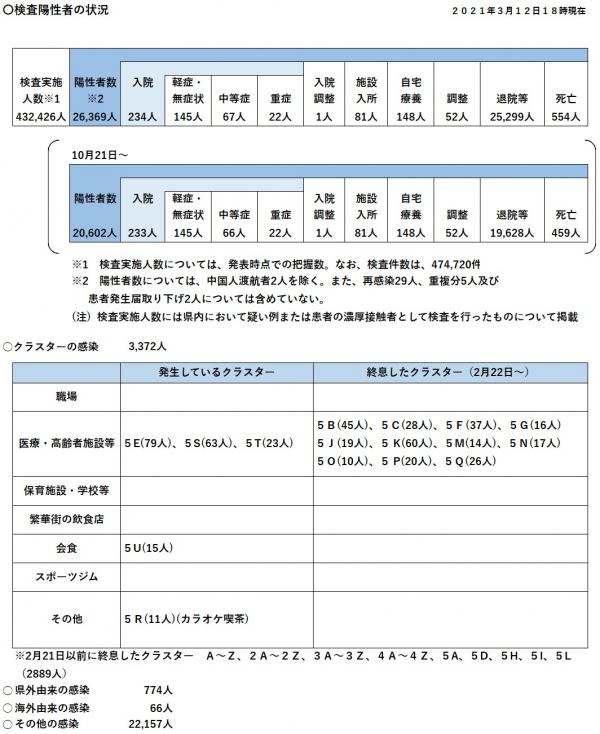 〇検査陽性者の状況
２０２１年３月１２日１８時現在
検査実施人数※1 陽性者数※2 入院 軽症・無症状 中等症 重症 入院調整 施設入所 自宅療養 調整 退院等 死亡
432,426人 26,369人 234人 145人 67人 22人 1人 81人 148人 52人 25,299人 554人
10月21日～
陽性者数 入院 軽症・無症状 中等症 重症 入院調整 施設入所 自宅療養 調整 退院等 死亡
20,602人 233人 145人 66人 22人 1人 81人 148人 52人 19,628人 459人
※1　検査実施人数については、発表時点での把握数。なお、検査件数は、474,720件
※2　陽性者数については、中国人渡航者2人を除く。また、再感染29人、重複分5人及び
患者発生届取り下げ2人については含めていない。
（注）検査実施人数には県内において疑い例または患者の濃厚接触者として検査を行ったものについて掲載
○クラスターの感染　3,372人
発生しているクラスター 終息したクラスター（2月22日～）
職場
医療・高齢者施設等 ５E(79人)、５S(63人)、５T(23人) ５B(45人)、５C(28人)、５F(37人)、５G(16人)
５J(19人)、５K(60人)、５M(14人)、５N(17人)
５O(10人)、５P(20人)、５Q(26人)
保育施設・学校等
繁華街の飲食店
会食 ５U(15人)
スポーツジム
その他 ５R(11人)(カラオケ喫茶)
※2月21日以前に終息したクラスター　A～Z、２A～２Z、３A～３Z、４A～４Z、５A、５D、５H、５I、５L
（2889人）
○県外由来の感染　774人
○海外由来の感染　66人
○その他の感染　22,157人